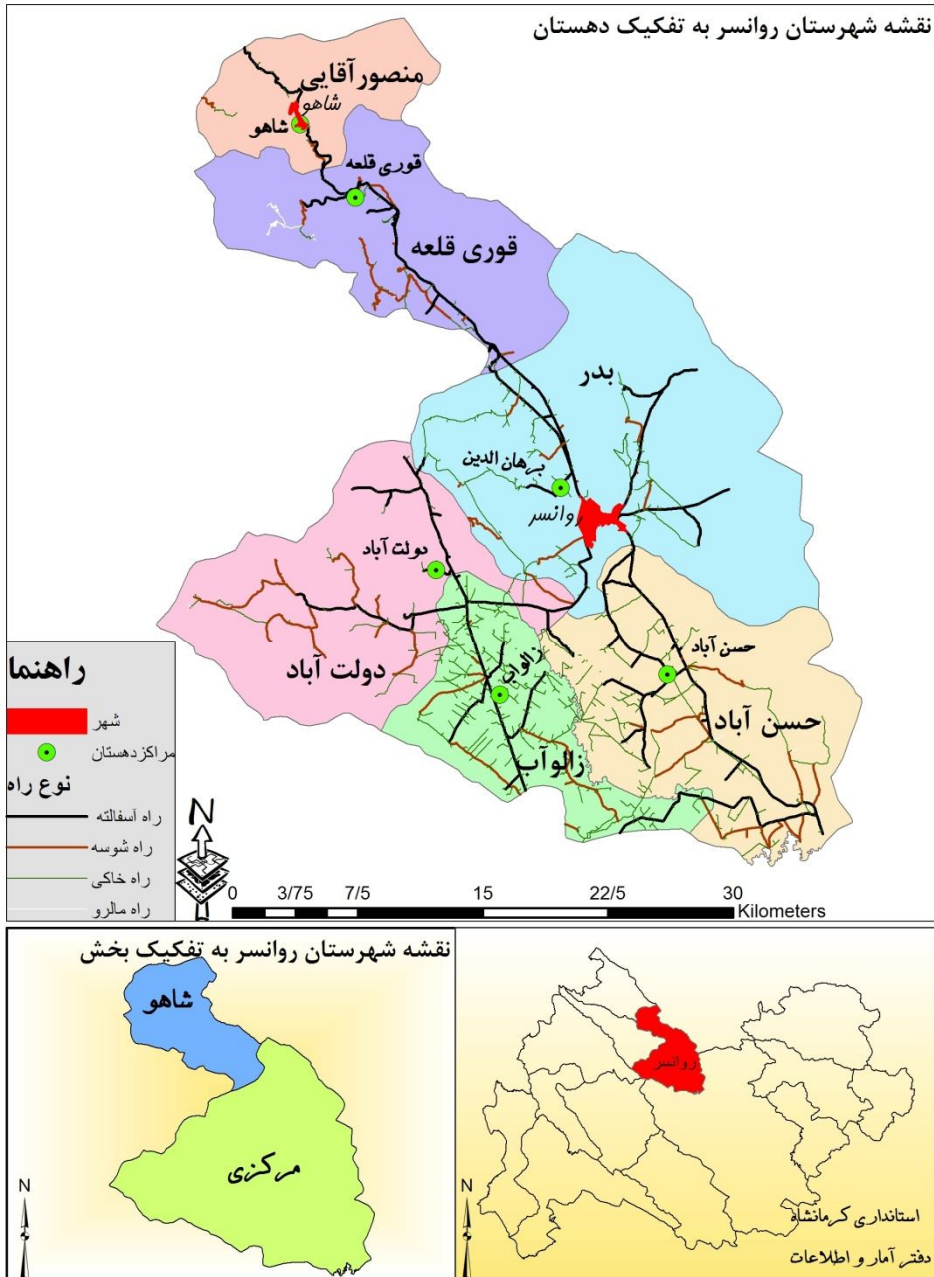 نقشه شهرستان روانسر به تفکیک دهستان
منصورآقایی
شاهو
شاهو
قوری قلعه
قوری قلعه
بدر
برهان الدین
روانسر
دولت آباد
حسن آباد
دولت آباد
زالوابی
حسن آباد
زالوآب
راهنما
شهر
مراکزدهستان
نوع راه
راه آسفالته
راه شوسه
راه خاکی
راه مالرو
N
0 3/75 7/5 15 22/5 30
Kilometers
نقشه شهرستان روانسر به تفکیک بخش
شاهو
مرکزی
N
روانسر
N
استانداری کرمانشاه
دفتر آمار و اطلاعات